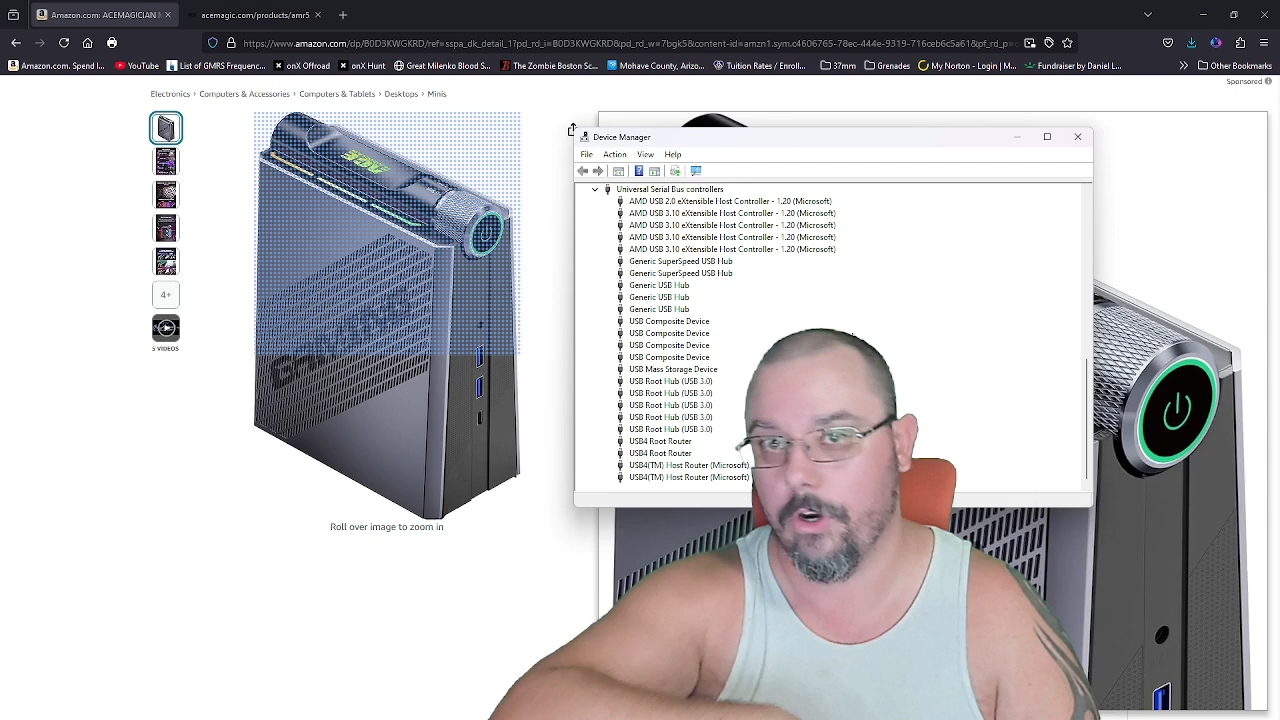 Amazon.com: ACEMAGICIAN
acemagic.com/products/amr5
https://www.amazon.com/dp/B0D3KWGKRD/ref=sspa_dk_detail_1?pd_rd_i=B0D3KWGKRD&pd_rd_w=7bgk5&content-id=amzn1.sym.c4606765-78ec-444e-9319-716ceb6c5a61&pf_rd_p=c
Amazon.com. Spend l...
YouTube
List of GMRS Frequenc...
onX Offroad
onX Hunt
Great Milenko Blood S...
The Zombie Boston Sc...
Mohave County, Arizo...
Tuition Rates / Enroll...
37mm
Grenades
My Norton - Login | M...
Fundraiser by Daniel L...
Other Bookmarks
Sponsored
Electronics › Computers & Accessories › Computers & Tablets › Desktops › Minis
4+
5 VIDEOS
Roll over image to zoom in
Device Manager
File Action View Help
Universal Serial Bus controllers
AMD USB 2.0 eXtensible Host Controller - 1.20 (Microsoft)
AMD USB 3.10 eXtensible Host Controller - 1.20 (Microsoft)
AMD USB 3.10 eXtensible Host Controller - 1.20 (Microsoft)
AMD USB 3.10 eXtensible Host Controller - 1.20 (Microsoft)
AMD USB 3.10 eXtensible Host Controller - 1.20 (Microsoft)
Generic SuperSpeed USB Hub
Generic SuperSpeed USB Hub
Generic USB Hub
Generic USB Hub
Generic USB Hub
USB Composite Device
USB Composite Device
USB Composite Device
USB Composite Device
USB Mass Storage Device
USB Root Hub (USB 3.0)
USB Root Hub (USB 3.0)
USB Root Hub (USB 3.0)
USB Root Hub (USB 3.0)
USB Root Hub (USB 3.0)
USB4 Root Router
USB4 Root Router
USB4(TM) Host Router (Microsoft)
USB4(TM) Host Router (Microsoft)